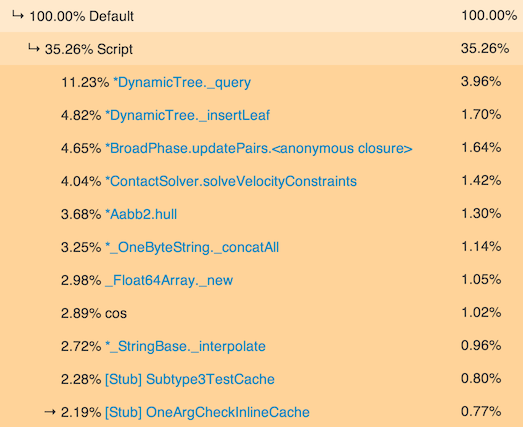 ↳ 100.00% Default 100.00%
↳ 35.26% Script 35.26%
11.23% *DynamicTree._query 3.96%
4.82% *DynamicTree._insertLeaf 1.70%
4.65% *BroadPhase.updatePairs.<anonymous closure> 1.64%
4.04% *ContactSolver.solveVelocityConstraints 1.42%
3.68% *Aabb2.hull 1.30%
3.25% *_OneByteString._concatAll 1.14%
2.98% _Float64Array._new 1.05%
2.89% cos 1.02%
2.72% *_StringBase._interpolate 0.96%
2.28% [Stub] Subtype3TestCache 0.80%
→ 2.19% [Stub] OneArgCheckInlineCache 0.77%